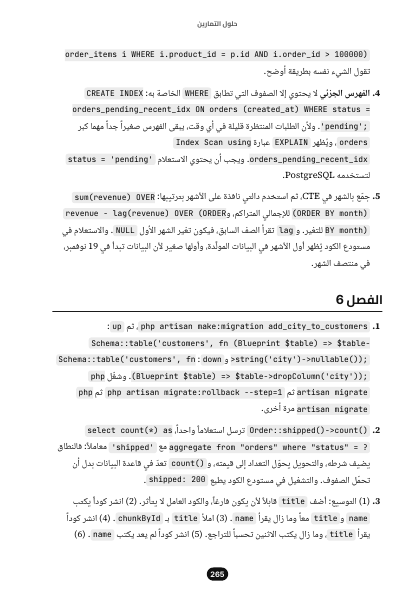 حلول التمارين
order_items i WHERE i.product_id = p.id AND i.order_id > 100000)
تقول الشيء نفسه بطريقة أوضح.
4. الفهرس الجزئي لا يحتوي إلا الصفوف التي تطابق WHERE الخاصة به: CREATE INDEX
orders_pending_recent_idx ON orders (created_at) WHERE status =
'pending';. ولأن الطلبات المنتظرة قليلة في أي وقت، يبقى الفهرس صغيراً جداً مهما كبر
orders، ويُظهر EXPLAIN عبارة Index Scan using
orders_pending_recent_idx. ويجب أن يحتوي الاستعلام status = 'pending'
لتستخدمه PostgreSQL.
5. جمّع بالشهر في CTE، ثم استخدم دالتي نافذة على الأشهر بترتيبها: sum(revenue) OVER
(ORDER BY month) للإجمالي المتراكم، و revenue - lag(revenue) OVER (ORDER
BY month) للتغير. و lag تقرأ الصف السابق، فيكون تغير الشهر الأول NULL. والاستعلام في
مستودع الكود يُظهر أول الأشهر في البيانات المولّدة، وأولها صغير لأن البيانات تبدأ في 19 نوفمبر،
في منتصف الشهر.
الفصل 6
1. php artisan make:migration add_city_to_customers، ثم up:
Schema::table('customers', fn (Blueprint $table) => $table-
>string('city')->nullable()); و down: Schema::table('customers', fn
(Blueprint $table) => $table->dropColumn('city'));. وشغّل php
artisan migrate ثم php artisan migrate:rollback --step=1 ثم php
artisan migrate مرة أخرى.
2. Order::shipped()->count() ترسل استعلاماً واحداً، select count(*) as
aggregate from "orders" where "status" = ? مع 'shipped' معاملاً؛ فالنطاق
يضيف شرطه، والتحويل يحوّل التعداد إلى قيمته، و count() تعدّ في قاعدة البيانات بدل أن
تحمّل الصفوف. والتشغيل في مستودع الكود يطبع shipped: 200.
3. (1) التوسيع: أضف title قابلاً لأن يكون فارغاً، والكود العامل لا يتأثر. (2) انشر كوداً يكتب
name و title معاً وما زال يقرأ name. (3) املأ title بـ chunkById. (4) انشر كوداً
يقرأ title، وما زال يكتب الاثنين تحسباً للتراجع. (5) انشر كوداً لم يعد يكتب name. (6)
265